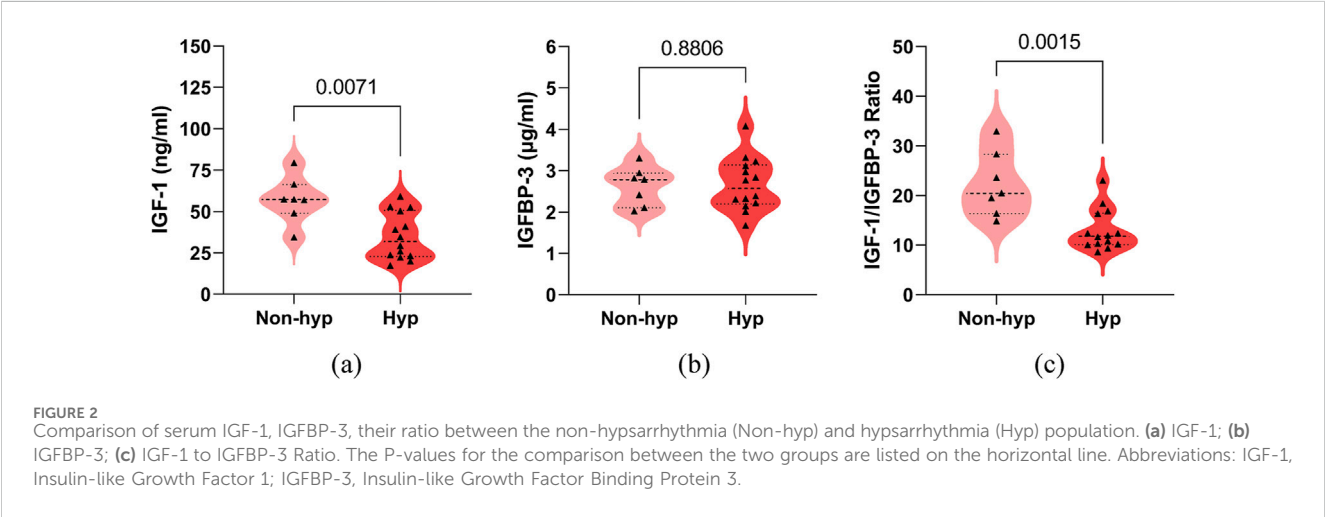 0.0071
0.8806
0.0015
150
125
100
75
50
25
0
IGF-1 (ng/ml)
Non-hyp Hyp
(a)
6
5
4
3
2
1
0
IGFBP-3 (µg/ml)
Non-hyp Hyp
(b)
50
40
30
20
10
0
IGF-1/IGFBP-3 Ratio
Non-hyp Hyp
(c)
FIGURE 2
Comparison of serum IGF-1, IGFBP-3, their ratio between the non-hypsarrhythmia (Non-hyp) and hypsarrhythmia (Hyp) population. (a) IGF-1; (b)
IGFBP-3; (c) IGF-1 to IGFBP-3 Ratio. The P-values for the comparison between the two groups are listed on the horizontal line. Abbreviations: IGF-1,
Insulin-like Growth Factor 1; IGFBP-3, Insulin-like Growth Factor Binding Protein 3.